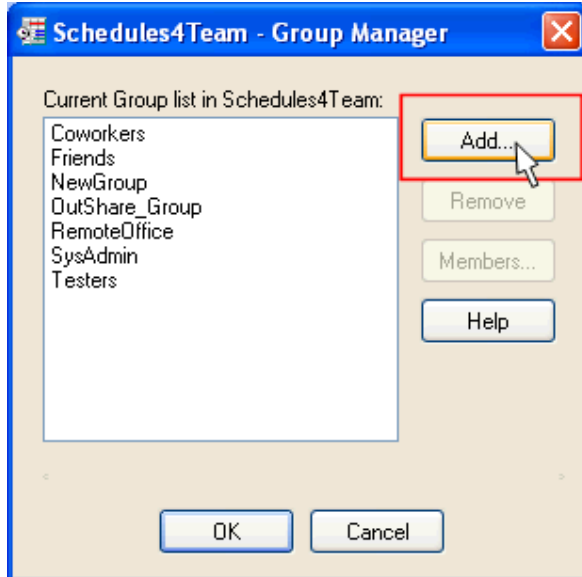 Schedules4Team - Group Manager
Current Group list in Schedules4Team:
Coworkers
Friends
NewGroup
OutShare_Group
RemoteOffice
SysAdmin
Testers
Add...
Remove
Members...
Help
OK
Cancel